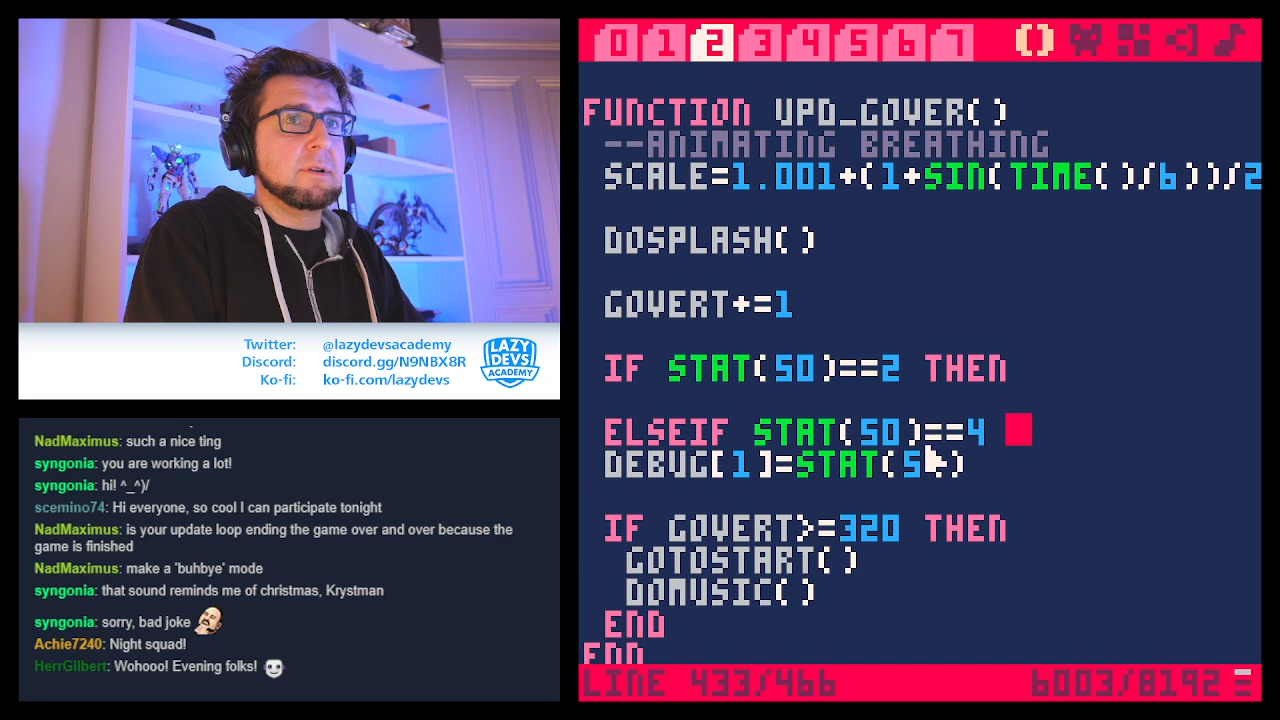 Twitter: @lazydevsacademy
Discord: discord.gg/N9NBX8R
Ko-fi: ko-fi.com/lazydevs
LAZY
DEVS
ACADEMY
NadMaximus: such a nice ting
syngonia: you are working a lot!
syngonia: hi! ^_^)/
scemino74: Hi everyone, so cool I can participate tonight
NadMaximus: is your update loop ending the game over and over because the
game is finished
NadMaximus: make a 'buhbye' mode
syngonia: that sound reminds me of christmas, Krystman
syngonia: sorry, bad joke
Achie7240: Night squad!
HerrGilbert: Wohooo! Evening folks!
0 1 2 3 4 5 6 7 ()
FUNCTION UPD_GOVER()
--ANIMATING BREATHING
SCALE=1.001+(1+SIN(TIME()/6))/2
DOSPLASH()
GOVERT+=1
IF STAT(50)==2 THEN
ELSEIF STAT(50)==4
DEBUG[1]=STAT(5 )
IF GOVERT>=320 THEN
GOTOSTART()
DOMUSIC()
END
END
LINE 433/466 6003/8192